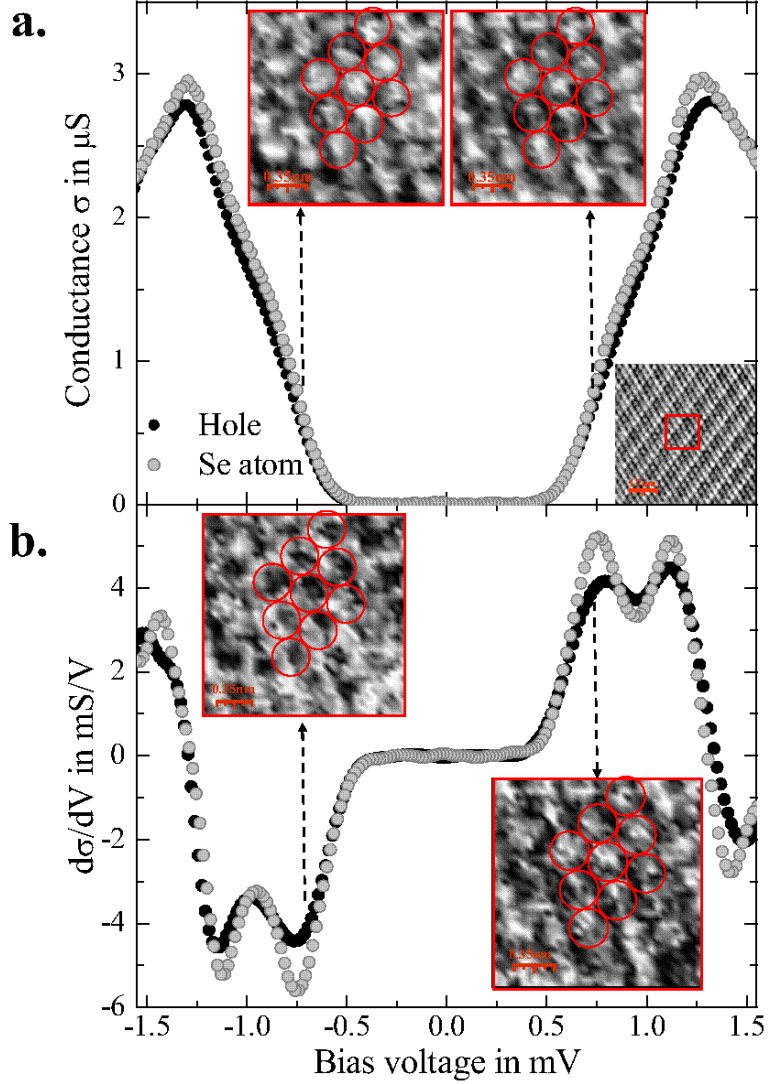 a.
Conductance σ in μS
3
2
1
0
0.35nm
0.35nm
Hole
Se atom
b.
dσ/dV in mS/V
4
2
0
-2
-4
-6
0.35nm
0.35nm
-1.5 -1.0 -0.5 0.0 0.5 1.0 1.5
Bias voltage in mV